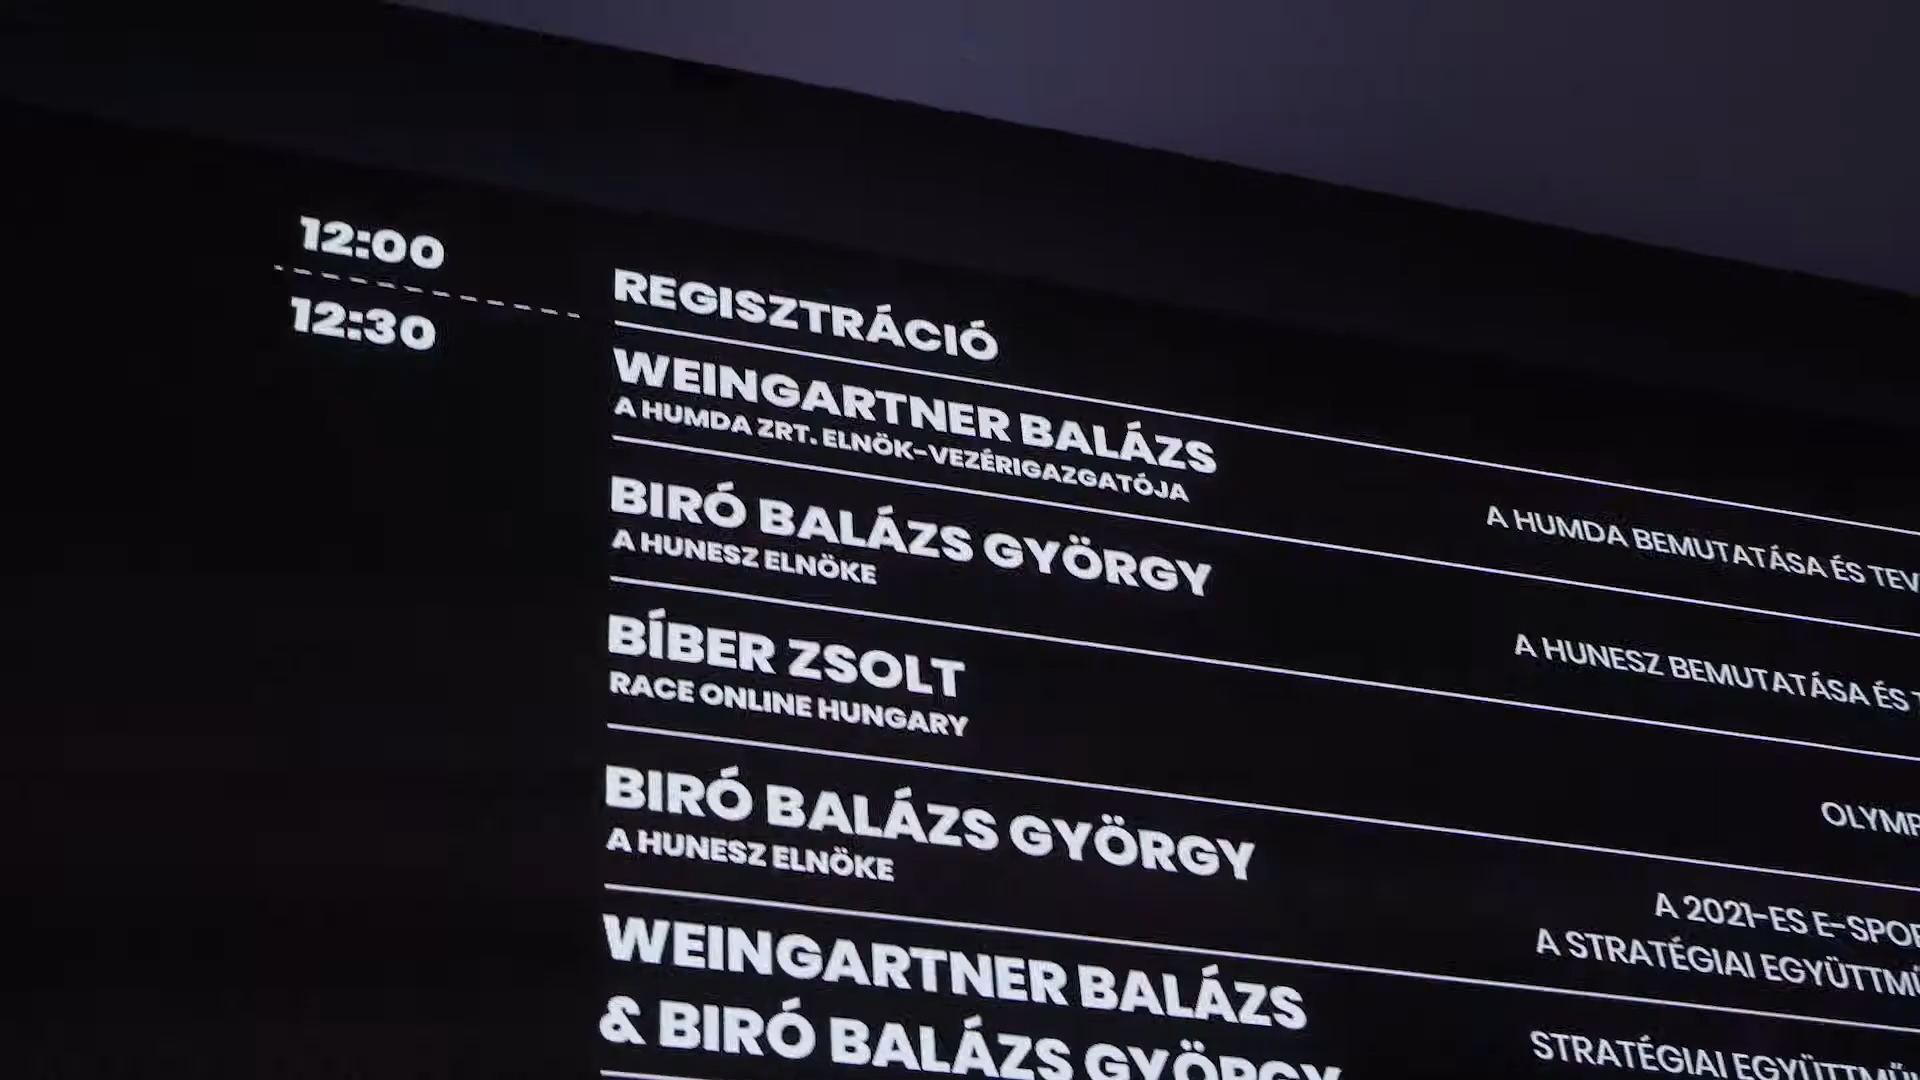 12:00
12:30
REGISZTRÁCIÓ
WEINGARTNER BALÁZS
A HUMDA ZRT. ELNÖK-VEZÉRIGAZGATÓJA
A HUMDA BEMUTATÁSA ÉS
BIRÓ BALÁZS GYÖRGY
A HUNESZ ELNÖKE
A HUNESZ BEMUTATÁSA ÉS
BÍBER ZSOLT
RACE ONLINE HUNGARY
BIRÓ BALÁZS GYÖRGY
A HUNESZ ELNÖKE
A 2021-ES
A STRATÉGIAI
WEINGARTNER BALÁZS
& BIRÓ BALÁZS GYÖRGY
STRATÉGIAI